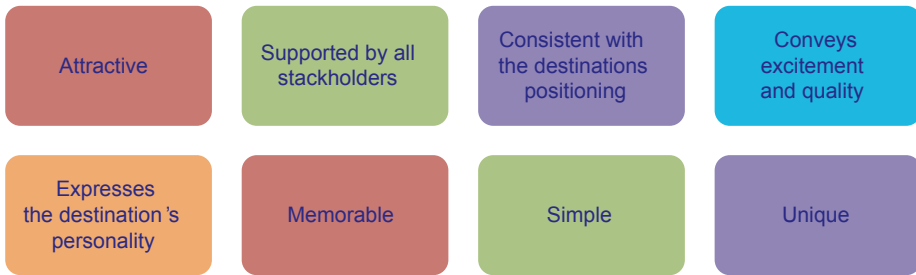 Attractive
Supported by all
stackholders
Consistent with
the destinations
positioning
Conveys
excitement
and quality
Expresses
the destination's
personality
Memorable
Simple
Unique